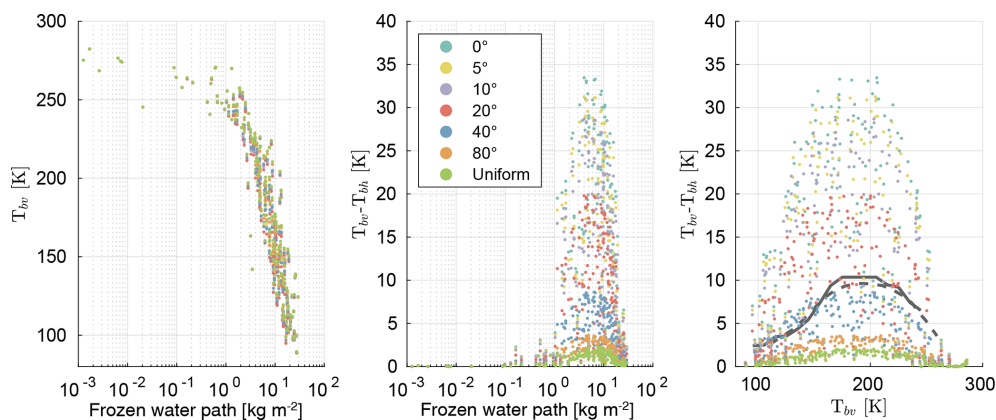 300
250
200
150
100
T_bv [K]
10^-3 10^-2 10^-1 10^0 10^1 10^2
Frozen water path [kg m^-2]
40
35
30
25
20
15
10
5
0
T_bv-T_bh [K]
0°
5°
10°
20°
40°
80°
Uniform
10^-3 10^-2 10^-1 10^0 10^1 10^2
Frozen water path [kg m^-2]
40
35
30
25
20
15
10
5
0
T_bv-T_bh [K]
100 200 300
T_bv [K]